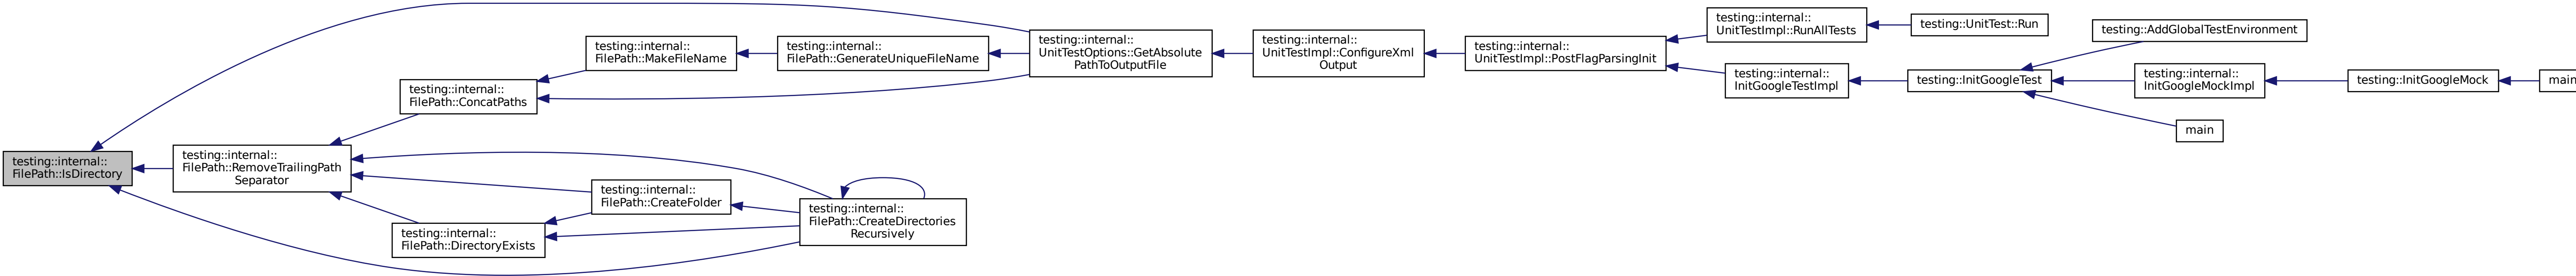 testing::internal::
FilePath::IsDirectory
testing::internal::
FilePath::RemoveTrailingPath
Separator
testing::internal::
FilePath::ConcatPaths
testing::internal::
FilePath::DirectoryExists
testing::internal::
FilePath::MakeFileName
testing::internal::
FilePath::CreateFolder
testing::internal::
FilePath::GenerateUniqueFileName
testing::internal::
FilePath::CreateDirectories
Recursively
testing::internal::
UnitTestOptions::GetAbsolute
PathToOutputFile
testing::internal::
UnitTestImpl::ConfigureXml
Output
testing::internal::
UnitTestImpl::PostFlagParsingInit
testing::internal::
UnitTestImpl::RunAllTests
testing::internal::
InitGoogleTestImpl
testing::UnitTest::Run
testing::InitGoogleTest
testing::AddGlobalTestEnvironment
testing::internal::
InitGoogleMockImpl
main
testing::InitGoogleMock
main